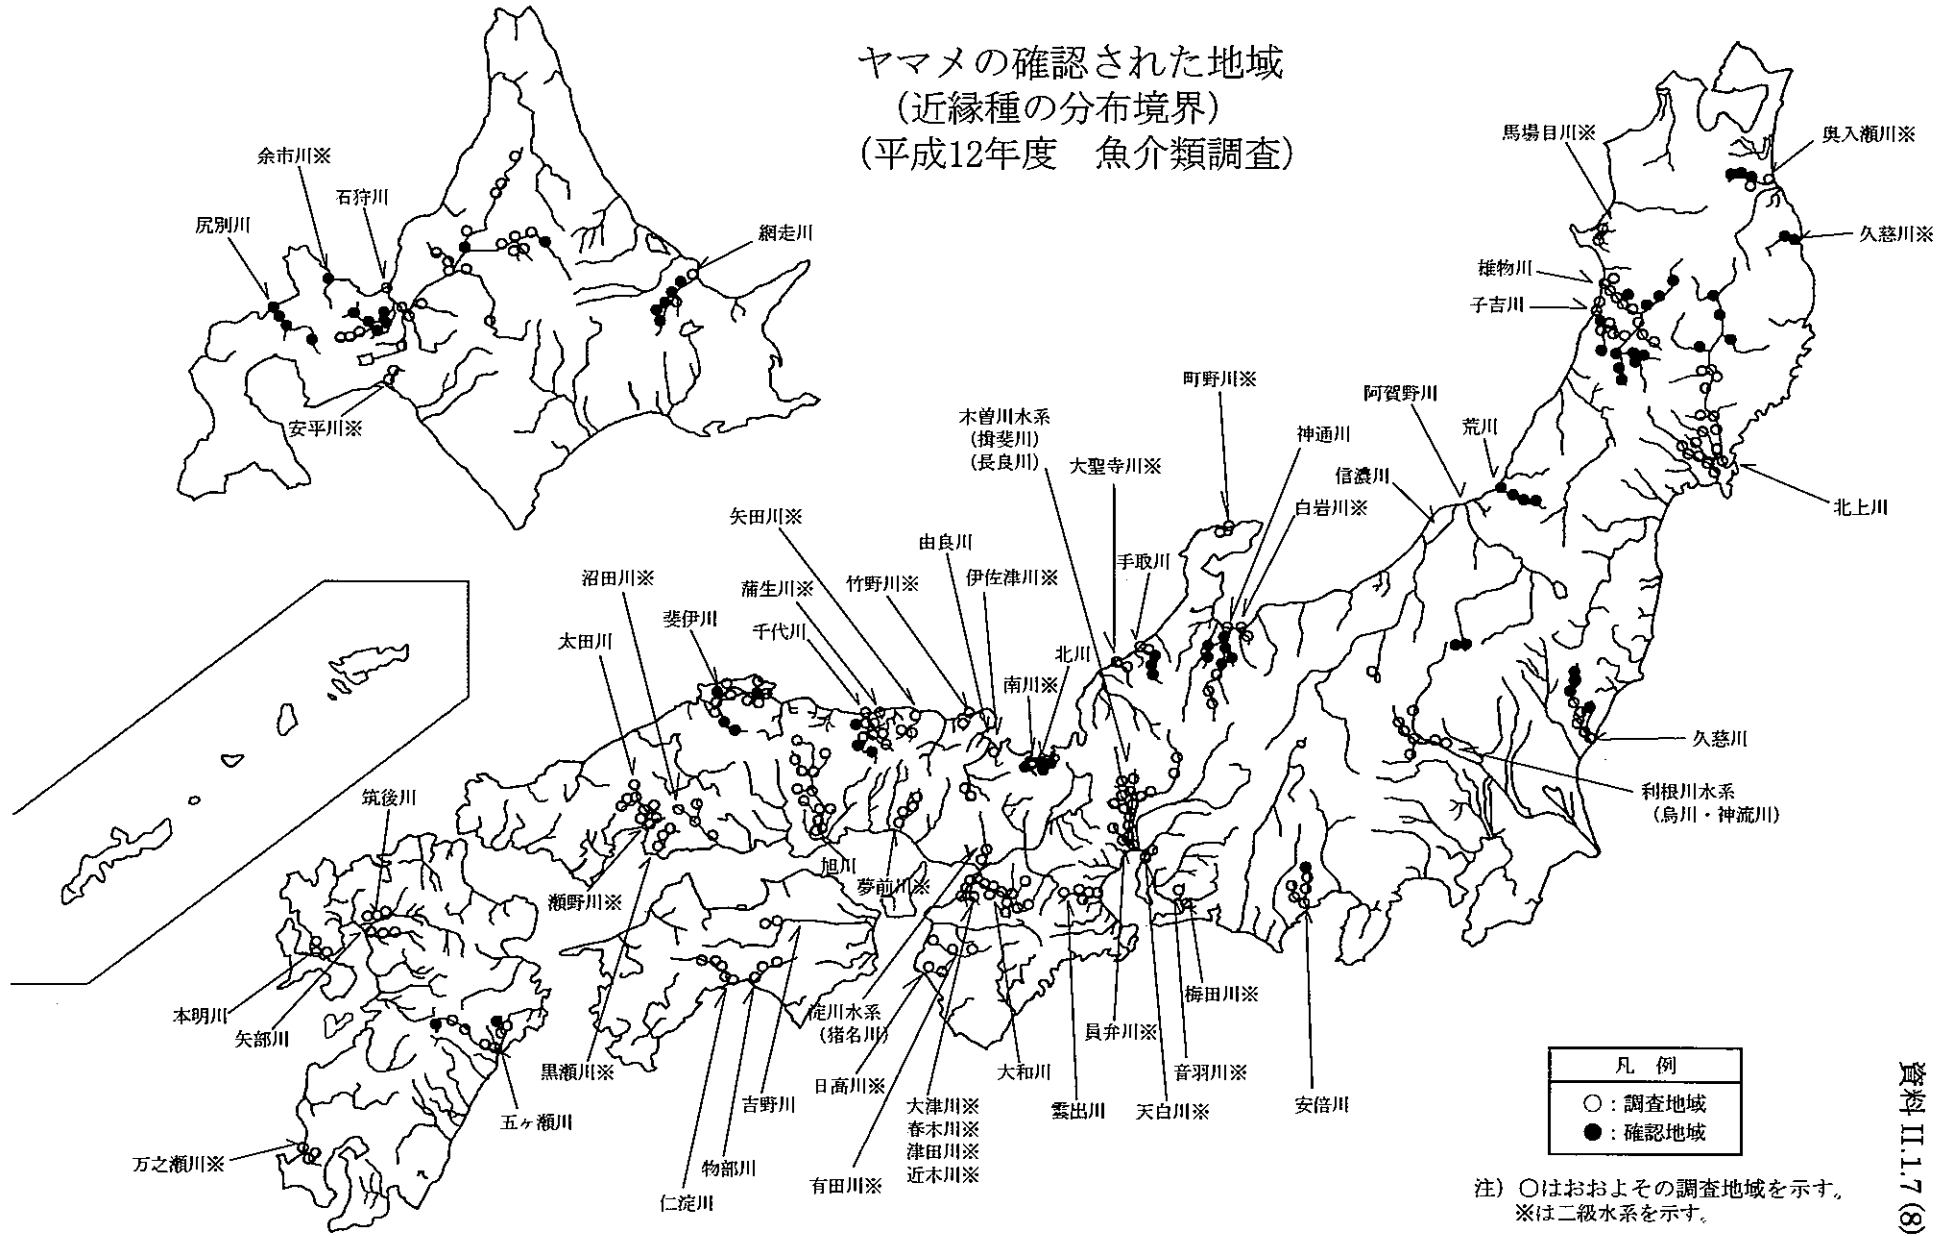 ヤマメの確認された地域
(近縁種の分布境界)
(平成12年度　魚介類調査)
余市川※
石狩川
尻別川
網走川
安平川※
馬場目川※
奥入瀬川※
久慈川※
雄物川
子吉川
北上川
町野川※
阿賀野川
荒川
木曽川水系
(揖斐川)
(長良川)
大聖寺川※
神通川
信濃川
白岩川※
手取川
矢田川※
由良川
伊佐津川※
沼田川※
蒲生川※
竹野川※
斐伊川
千代川
太田川
北川
南川※
久慈川
利根川水系
(烏川・神流川)
筑後川
旭川
夢前川※
瀬野川※
本明川
矢部川
黒瀬川※
五ヶ瀬川
万之瀬川※
淀川水系
(猪名川)
日高川※
吉野川
物部川
仁淀川
有田川※
大津川※
春木川※
津田川※
近木川※
大和川
雲出川
員弁川※
天白川※
音羽川※
梅田川※
安倍川
凡　例
○：調査地域
●：確認地域
注）○はおおよその調査地域を示す。
※は二級水系を示す。
資料II.1.7(8)